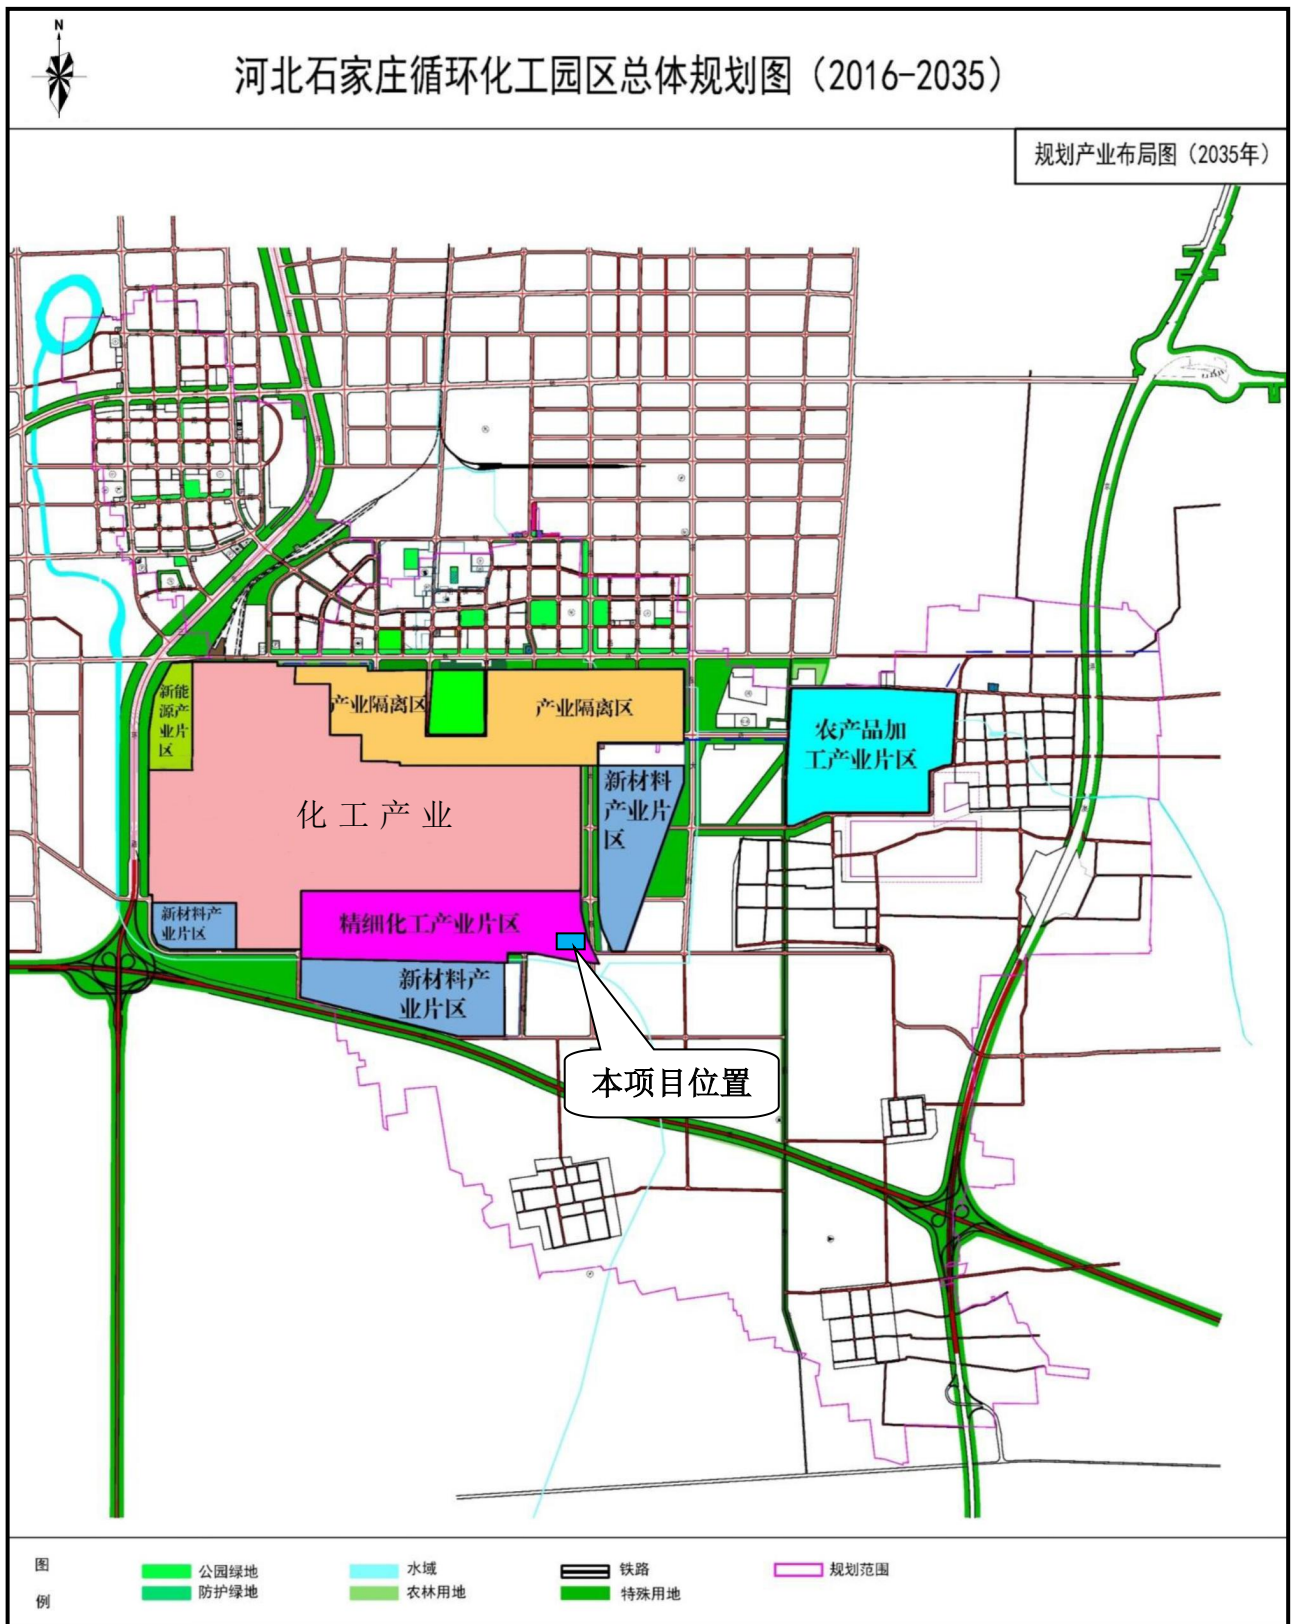 N
河北石家庄循环化工园区总体规划图（2016-2035）
规划产业布局图（2035年）
新能
源产
业片
区
产业隔离区
产业隔离区
农产品加
工产业片区
化工产业
新材料
产业片
区
新材料产
业片区
精细化工产业片区
新材料产
业片区
本项目位置
图
例
公园绿地
水域
铁路
规划范围
防护绿地
农林用地
特殊用地